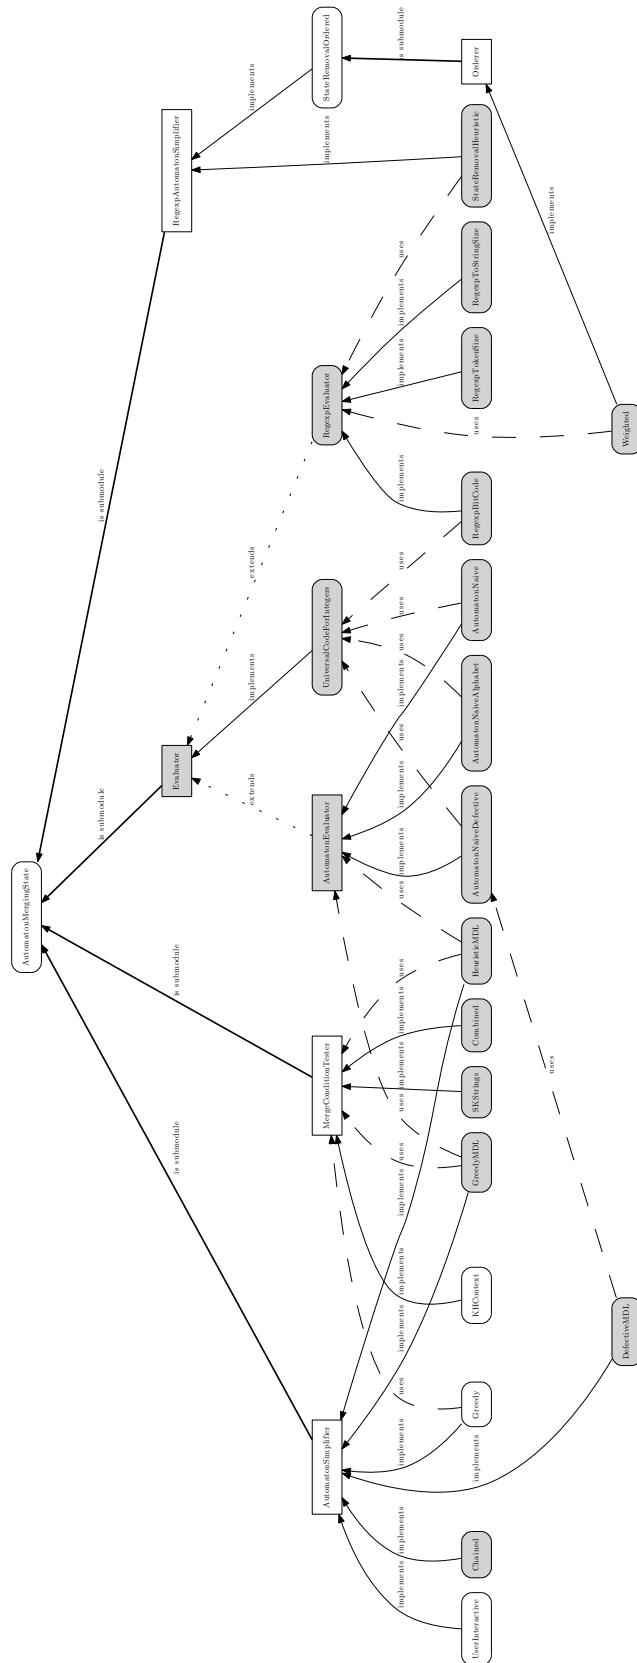 AutomatonMergingState
RegexpAutomatonSimplifier
is submodule
Evaluator
is submodule
MergeConditionTester
is submodule
AutomatonSimplifier
is submodule
StateRemovalOrdered
implements
StateRemovalHeuristic
implements
RegexpEvaluator
extends
UniversalCodeForIntegers
implements
AutomatonEvaluator
extends
Orderer
is submodule
uses
RegexpToStringSize
implements
RegexpTokenSize
implements
RegexpBitCode
implements
uses
AutomatonNaive
uses
implements
AutomatonNaiveAlphabet
uses
implements
AutomatonNaiveDefective
uses
implements
HeuristicMDL
uses
uses
implements
Combined
implements
SKStrings
implements
GreedyMDL
uses
uses
implements
KHContext
implements
Greedy
uses
implements
Chained
implements
UserInteractive
implements
Weighted
implements
uses
DefectiveMDL
uses
implements